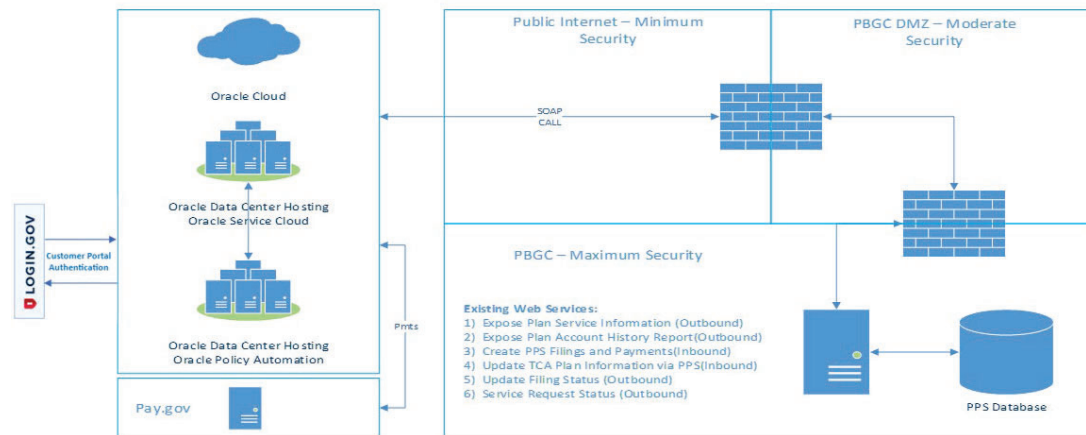 Oracle Cloud
Oracle Data Center Hosting
Oracle Service Cloud
LOGIN.GOV
Customer Portal
Authentication
Oracle Data Center Hosting
Oracle Policy Automation
Pay.gov
Pmts
Public Internet – Minimum
Security
SOAP
CALL
PBGC DMZ – Moderate
Security
PBGC – Maximum Security
Existing Web Services:
1) Expose Plan Service Information (Outbound)
2) Expose Plan Account History Report(Outbound)
3) Create PPS Filings and Payments(Inbound)
4) Update TCA Plan Information via PPS(Inbound)
5) Update Filing Status (Outbound)
6) Service Request Status (Outbound)
PPS Database